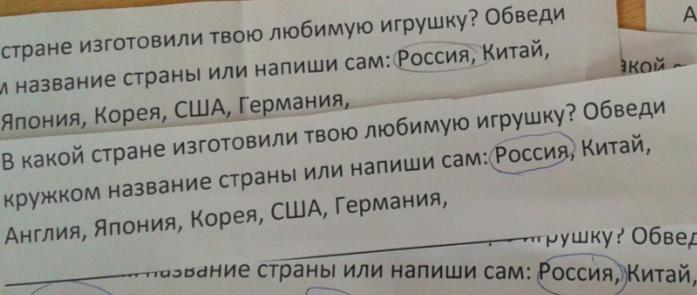 стране изготовили твою любимую игрушку? Обведи
название страны или напиши сам: Россия, Китай,
Япония, Корея, США, Германия,
А
В какой стране изготовили твою любимую игрушку? Обведи
кружком название страны или напиши сам: Россия, Китай,
Англия, Япония, Корея, США, Германия,
игрушку? Обвед
название страны или напиши сам: Россия, Китай,